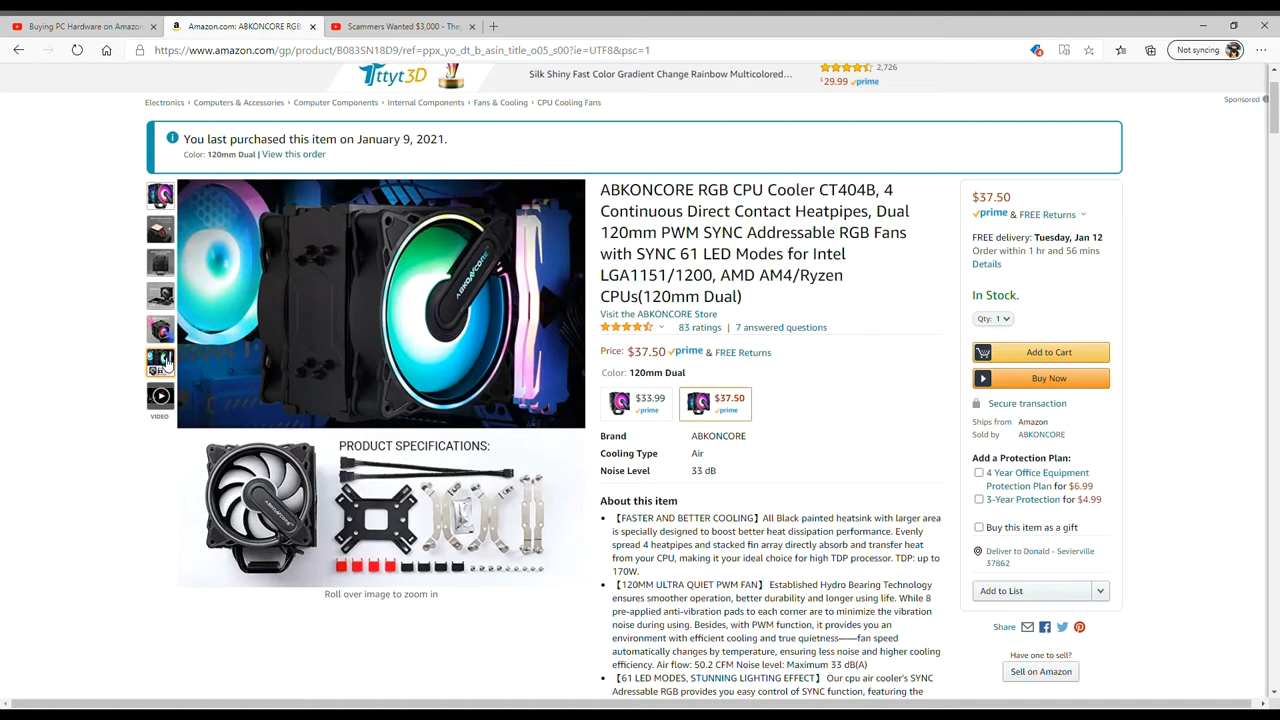 Buying PC Hardware on Amazon
Amazon.com: ABKONCORE RGB
Scammers Wanted $3,000 - The
https://www.amazon.com/gp/product/B083SN18D9/ref=ppx_yo_dt_b_asin_title_o05_s00?ie=UTF8&psc=1
Not syncing
Tttyt3D
Silk Shiny Fast Color Gradient Change Rainbow Multicolored...
2,726
$29.99 prime
Electronics › Computers & Accessories › Computer Components › Internal Components › Fans & Cooling › CPU Cooling Fans
Sponsored
You last purchased this item on January 9, 2021.
Color: 120mm Dual | View this order
ABKONCORE
PRODUCT SPECIFICATIONS:
ABKONCORE
Roll over image to zoom in
VIDEO
ABKONCORE RGB CPU Cooler CT404B, 4
Continuous Direct Contact Heatpipes, Dual
120mm PWM SYNC Addressable RGB Fans
with SYNC 61 LED Modes for Intel
LGA1151/1200, AMD AM4/Ryzen
CPUs(120mm Dual)
Visit the ABKONCORE Store
83 ratings | 7 answered questions
Price: $37.50 prime & FREE Returns
Color: 120mm Dual
$33.99 prime
$37.50 prime
Brand ABKONCORE
Cooling Type Air
Noise Level 33 dB
About this item
• 【FASTER AND BETTER COOLING】All Black painted heatsink with larger area
is specially designed to boost better heat dissipation performance. Evenly
spread 4 heatpipes and stacked fin array directly absorb and transfer heat
from your CPU, making it your ideal choice for high TDP processor. TDP: up to
170W.
• 【120MM ULTRA QUIET PWM FAN】Established Hydro Bearing Technology
ensures smoother operation, better durability and longer using life. While 8
pre-applied anti-vibration pads to each corner are to minimize the vibration
noise during using. Besides, with PWM function, it provides you an
environment with efficient cooling and true quietness——fan speed
automatically changes by temperature, ensuring less noise and higher cooling
efficiency. Air flow: 50.2 CFM Noise level: Maximum 33 dB(A)
• 【61 LED MODES, STUNNING LIGHTING EFFECT】Our cpu air cooler's SYNC
Adressable RGB provides you easy control of SYNC function, featuring the
$37.50
prime & FREE Returns
FREE delivery: Tuesday, Jan 12
Order within 1 hr and 56 mins
Details
In Stock.
Qty: 1
Add to Cart
Buy Now
Secure transaction
Ships from Amazon
Sold by ABKONCORE
Add a Protection Plan:
4 Year Office Equipment
Protection Plan for $6.99
3-Year Protection for $4.99
Buy this item as a gift
Deliver to Donald - Sevierville
37862
Add to List
Share
Have one to sell?
Sell on Amazon